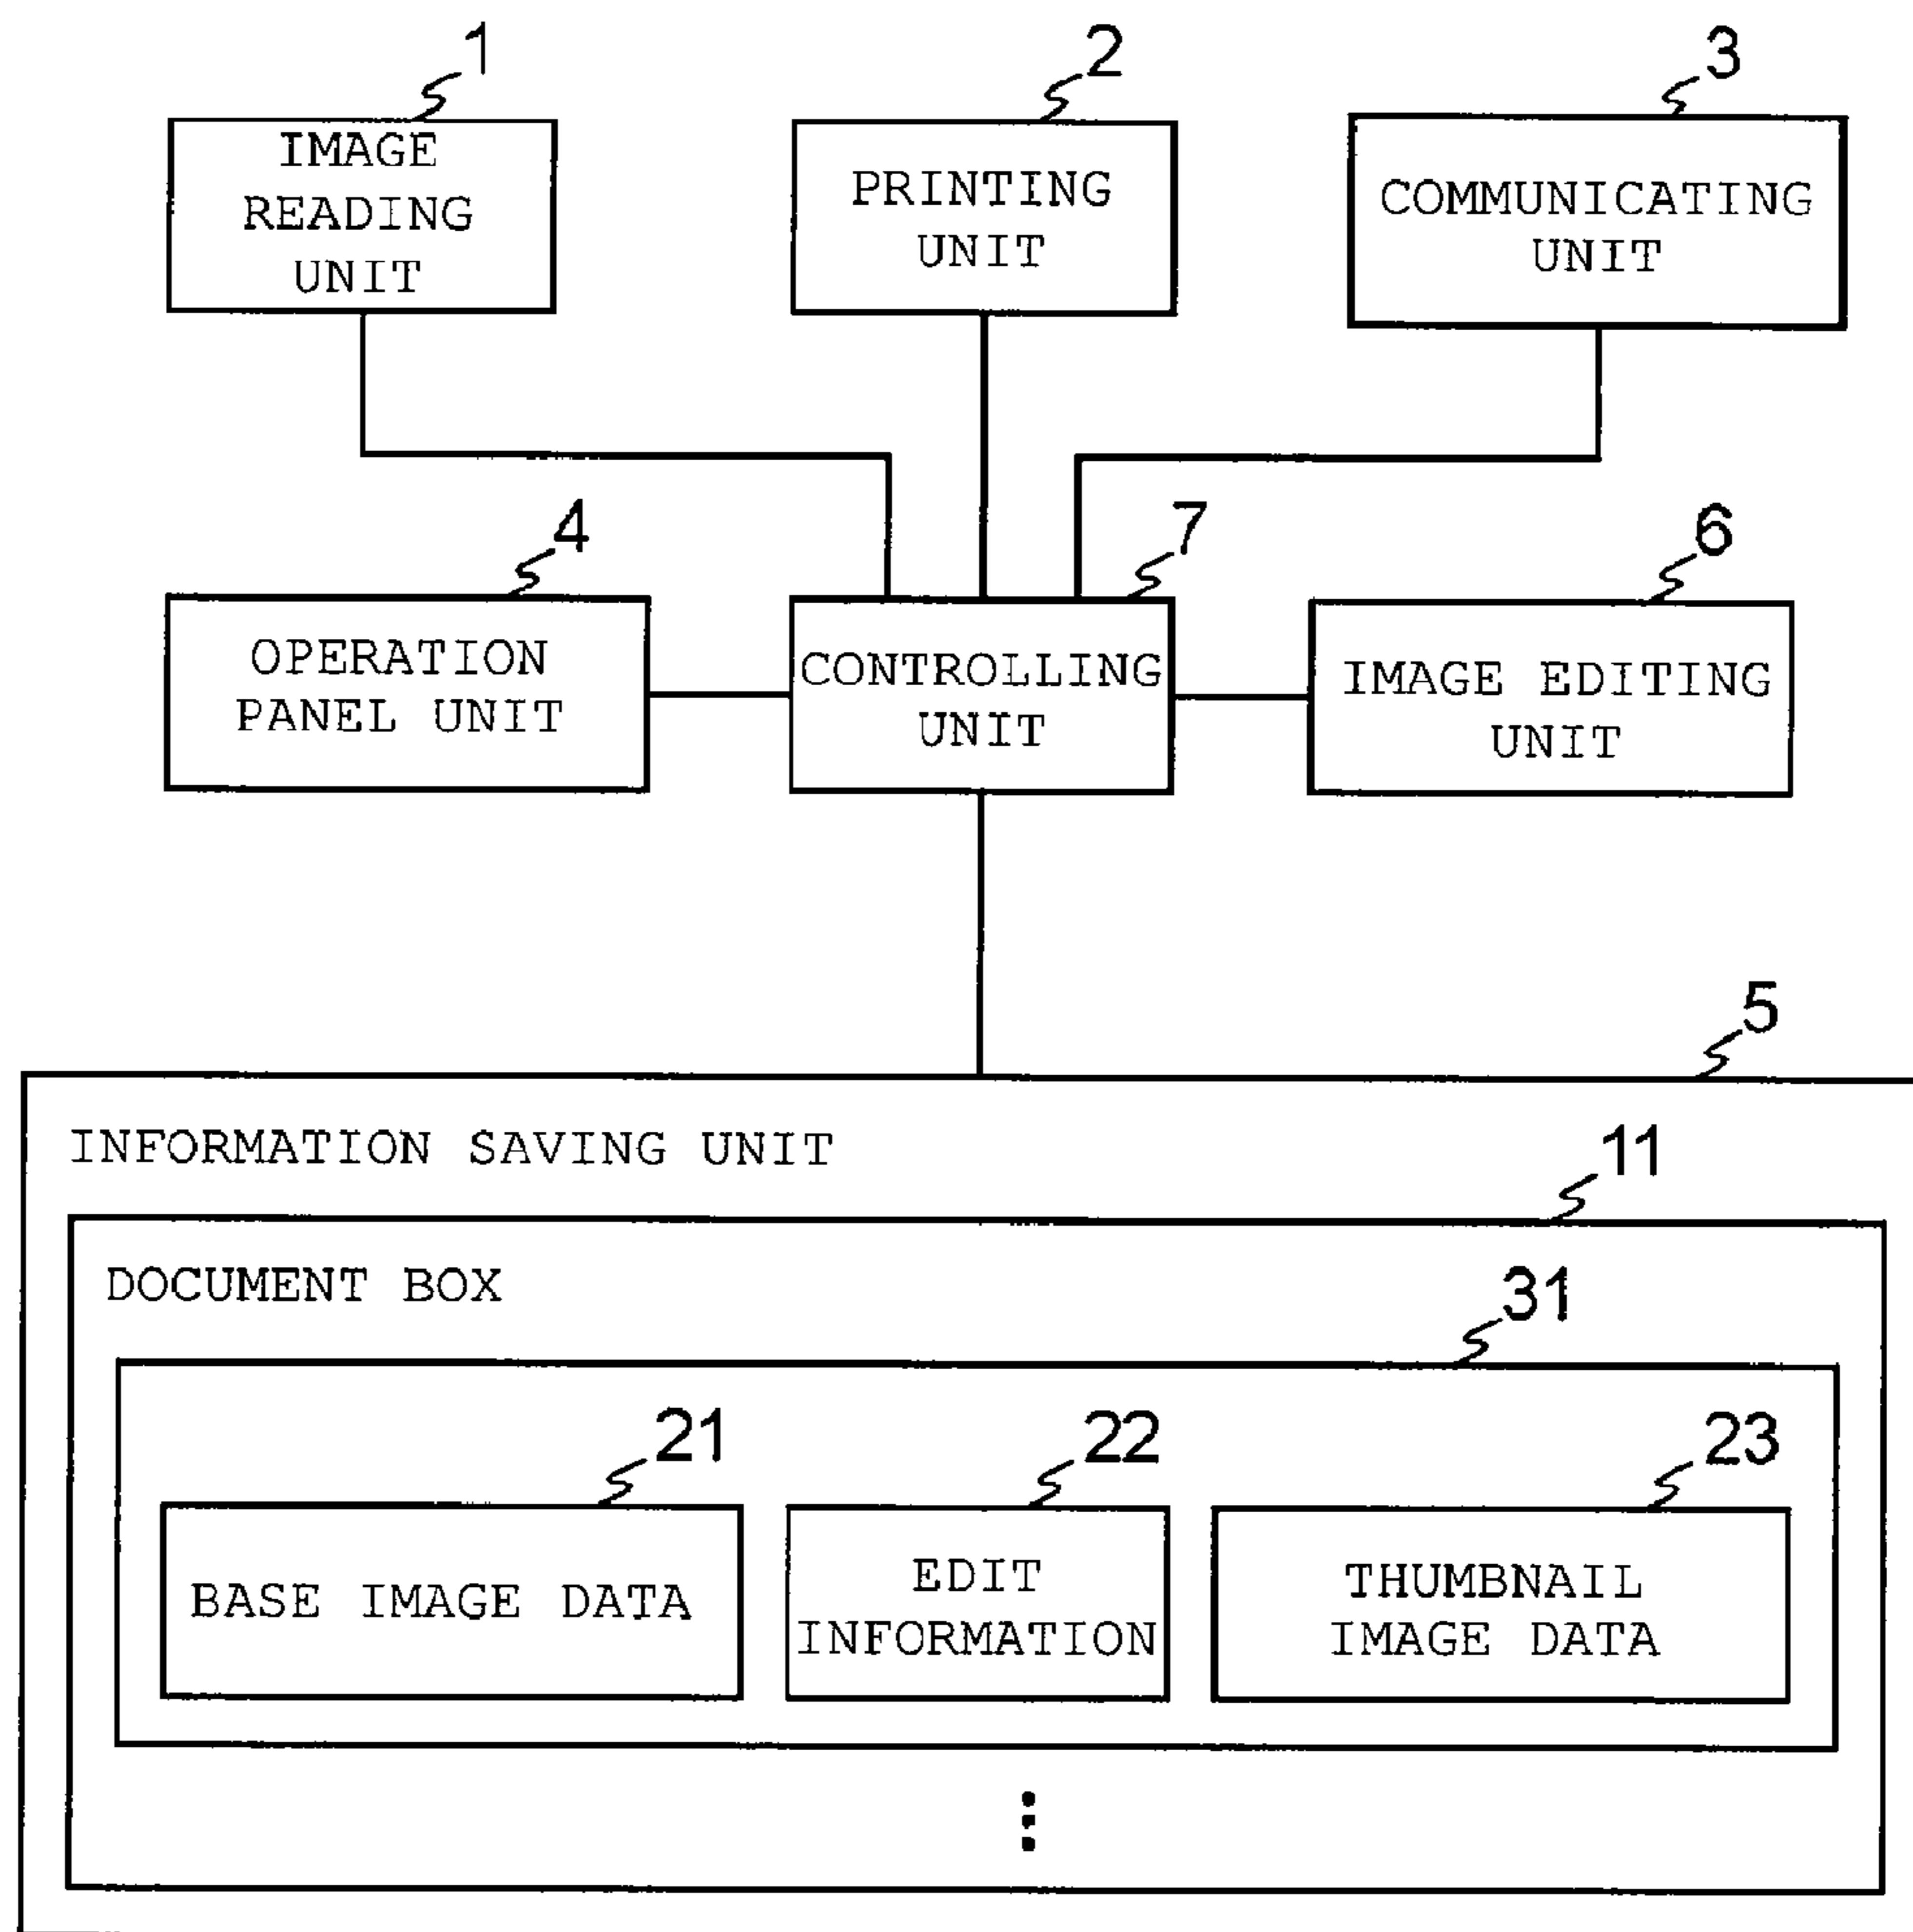 1
2
3
IMAGE
READING
UNIT
PRINTING
UNIT
COMMUNICATING
UNIT
4
7
6
OPERATION
PANEL UNIT
CONTROLLING
UNIT
IMAGE EDITING
UNIT
5
INFORMATION SAVING UNIT
11
DOCUMENT BOX
31
21
22
23
BASE IMAGE DATA
EDIT
INFORMATION
THUMBNAIL
IMAGE DATA